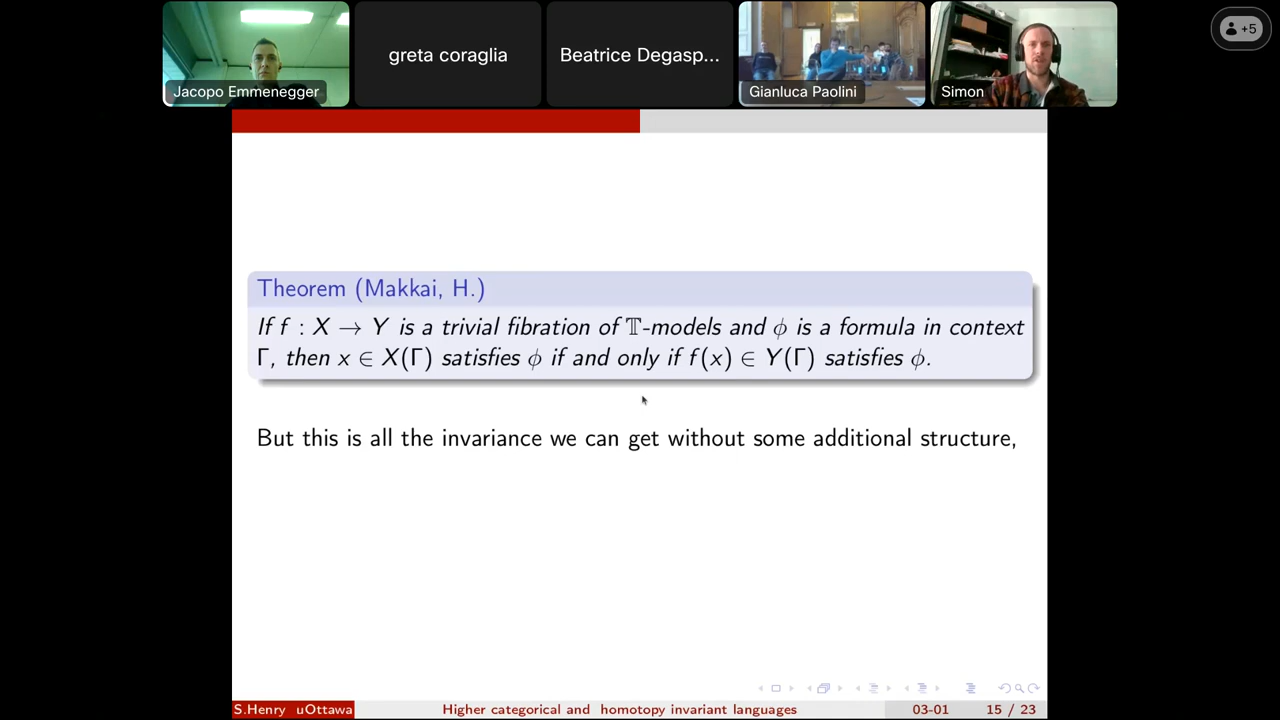 Jacopo Emmenegger
greta coraglia
Beatrice Degasp...
Gianluca Paolini
Simon
+5
Theorem (Makkai, H.)
If f : X → Y is a trivial fibration of 𝕋-models and ϕ is a formula in context
Γ, then x ∈ X(Γ) satisfies ϕ if and only if f(x) ∈ Y(Γ) satisfies ϕ.
But this is all the invariance we can get without some additional structure,
S.Henry uOttawa
Higher categorical and homotopy invariant languages
03-01
15 / 23